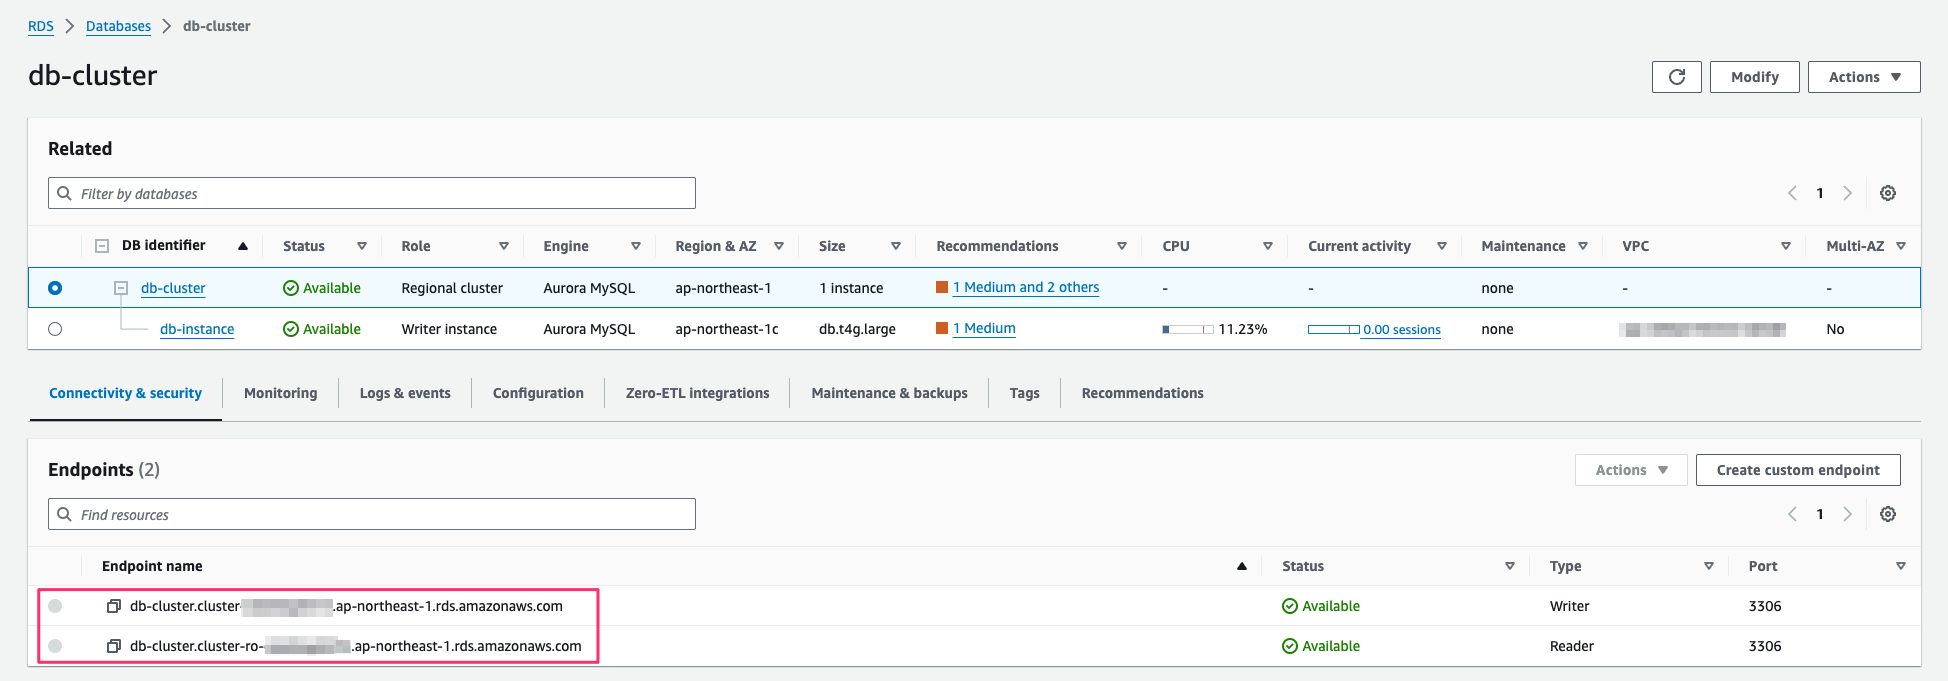 RDS > Databases > db-cluster
db-cluster
Modify
Actions
Related
Filter by databases
1
DB identifier Status Role Engine Region & AZ Size Recommendations CPU Current activity Maintenance VPC Multi-AZ
db-cluster Available Regional cluster Aurora MySQL ap-northeast-1 1 instance 1 Medium and 2 others - - none - -
db-instance Available Writer instance Aurora MySQL ap-northeast-1c db.t4g.large 1 Medium 11.23% 0.00 sessions none No
Connectivity & security Monitoring Logs & events Configuration Zero-ETL integrations Maintenance & backups Tags Recommendations
Endpoints (2)
Actions
Create custom endpoint
Find resources
1
Endpoint name Status Type Port
db-cluster.cluster- .ap-northeast-1.rds.amazonaws.com Available Writer 3306
db-cluster.cluster-ro- .ap-northeast-1.rds.amazonaws.com Available Reader 3306